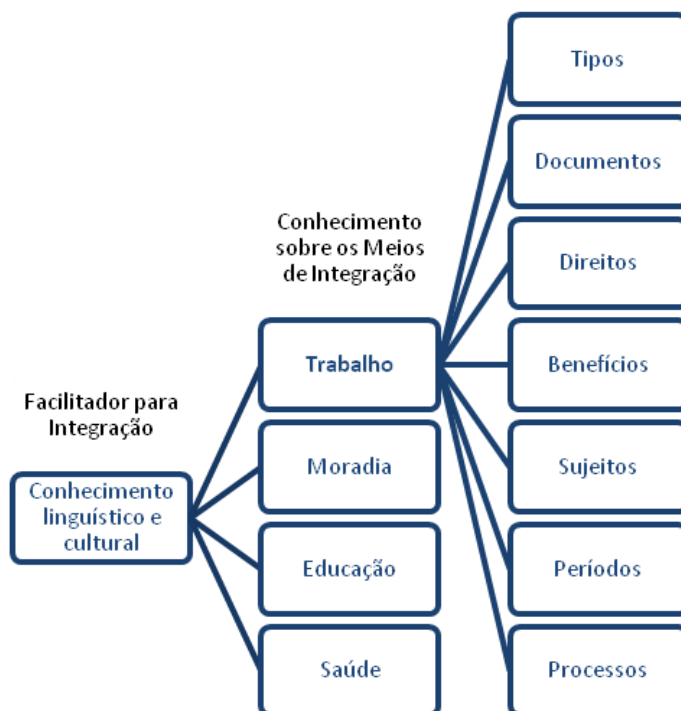 Facilitador para
Integração
Conhecimento
linguístico e
cultural
Conhecimento
sobre os Meios
de Integração
Trabalho
Moradia
Educação
Saúde
Tipos
Documentos
Direitos
Benefícios
Sujeitos
Períodos
Processos